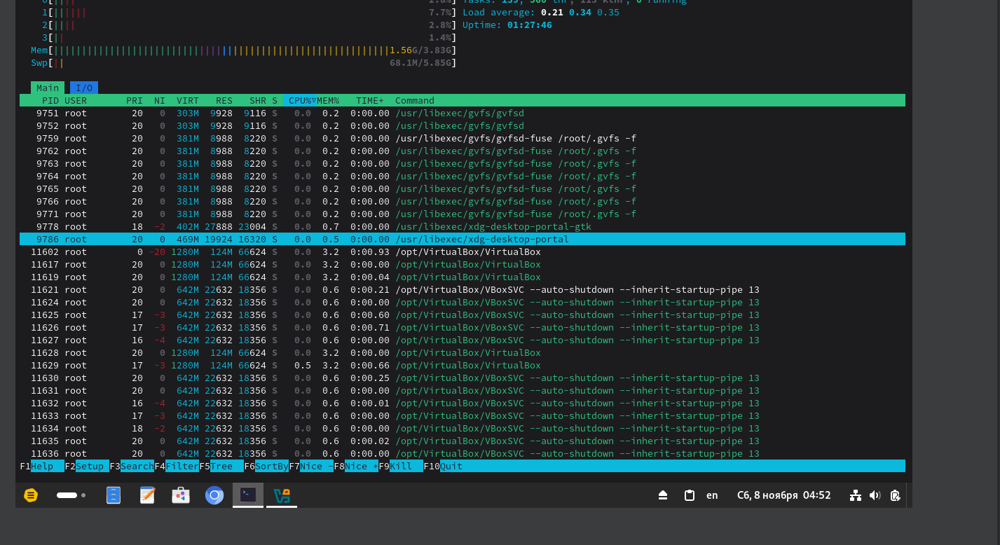 0[|||| 2.8%] Tasks: 139, 360 thr, 113 kthr, 0 running
1[|||||| 7.7%] Load average: 0.21 0.34 0.35
2[|||| 2.8%] Uptime: 01:27:46
3[|| 1.4%]
Mem[||||||||||||||||||||||||||||||||||||||||||||||||||||||||||||1.56G/3.83G]
Swp[|| 68.1M/5.85G]
Main I/O
PID USER PRI NI VIRT RES SHR S CPU%▽MEM% TIME+ Command
9751 root 20 0 303M 9928 9116 S 0.0 0.2 0:00.00 /usr/libexec/gvfs/gvfsd
9752 root 20 0 303M 9928 9116 S 0.0 0.2 0:00.00 /usr/libexec/gvfs/gvfsd
9759 root 20 0 381M 8988 8220 S 0.0 0.2 0:00.00 /usr/libexec/gvfs/gvfsd-fuse /root/.gvfs -f
9762 root 20 0 381M 8988 8220 S 0.0 0.2 0:00.00 /usr/libexec/gvfs/gvfsd-fuse /root/.gvfs -f
9763 root 20 0 381M 8988 8220 S 0.0 0.2 0:00.00 /usr/libexec/gvfs/gvfsd-fuse /root/.gvfs -f
9764 root 20 0 381M 8988 8220 S 0.0 0.2 0:00.00 /usr/libexec/gvfs/gvfsd-fuse /root/.gvfs -f
9765 root 20 0 381M 8988 8220 S 0.0 0.2 0:00.00 /usr/libexec/gvfs/gvfsd-fuse /root/.gvfs -f
9766 root 20 0 381M 8988 8220 S 0.0 0.2 0:00.00 /usr/libexec/gvfs/gvfsd-fuse /root/.gvfs -f
9771 root 20 0 381M 8988 8220 S 0.0 0.2 0:00.00 /usr/libexec/gvfs/gvfsd-fuse /root/.gvfs -f
9778 root 18 -2 402M 27888 23004 S 0.0 0.7 0:00.00 /usr/libexec/xdg-desktop-portal-gtk
9786 root 20 0 469M 19924 16320 S 0.0 0.5 0:00.00 /usr/libexec/xdg-desktop-portal
11602 root 0 -20 1280M 124M 66624 S 0.0 3.2 0:00.93 /opt/VirtualBox/VirtualBox
11617 root 20 0 1280M 124M 66624 S 0.0 3.2 0:00.00 /opt/VirtualBox/VirtualBox
11619 root 20 0 1280M 124M 66624 S 0.0 3.2 0:00.04 /opt/VirtualBox/VirtualBox
11621 root 20 0 642M 22632 18356 S 0.0 0.6 0:00.21 /opt/VirtualBox/VBoxSVC --auto-shutdown --inherit-startup-pipe 13
11624 root 20 0 642M 22632 18356 S 0.0 0.6 0:00.00 /opt/VirtualBox/VBoxSVC --auto-shutdown --inherit-startup-pipe 13
11625 root 17 -3 642M 22632 18356 S 0.0 0.6 0:00.60 /opt/VirtualBox/VBoxSVC --auto-shutdown --inherit-startup-pipe 13
11626 root 17 -3 642M 22632 18356 S 0.0 0.6 0:00.71 /opt/VirtualBox/VBoxSVC --auto-shutdown --inherit-startup-pipe 13
11627 root 16 -4 642M 22632 18356 S 0.0 0.6 0:00.00 /opt/VirtualBox/VBoxSVC --auto-shutdown --inherit-startup-pipe 13
11628 root 20 0 1280M 124M 66624 S 0.0 3.2 0:00.00 /opt/VirtualBox/VirtualBox
11629 root 17 -3 1280M 124M 66624 S 0.5 3.2 0:00.66 /opt/VirtualBox/VirtualBox
11630 root 20 0 642M 22632 18356 S 0.0 0.6 0:00.25 /opt/VirtualBox/VBoxSVC --auto-shutdown --inherit-startup-pipe 13
11631 root 20 0 642M 22632 18356 S 0.0 0.6 0:00.00 /opt/VirtualBox/VBoxSVC --auto-shutdown --inherit-startup-pipe 13
11632 root 16 -4 642M 22632 18356 S 0.0 0.6 0:00.01 /opt/VirtualBox/VBoxSVC --auto-shutdown --inherit-startup-pipe 13
11633 root 17 -3 642M 22632 18356 S 0.0 0.6 0:00.00 /opt/VirtualBox/VBoxSVC --auto-shutdown --inherit-startup-pipe 13
11634 root 18 -2 642M 22632 18356 S 0.0 0.6 0:00.00 /opt/VirtualBox/VBoxSVC --auto-shutdown --inherit-startup-pipe 13
11635 root 20 0 642M 22632 18356 S 0.0 0.6 0:00.02 /opt/VirtualBox/VBoxSVC --auto-shutdown --inherit-startup-pipe 13
11636 root 20 0 642M 22632 18356 S 0.0 0.6 0:00.00 /opt/VirtualBox/VBoxSVC --auto-shutdown --inherit-startup-pipe 13
F1Help F2Setup F3SearchF4FilterF5Tree F6SortByF7Nice -F8Nice +F9Kill F10Quit
en Сб, 8 ноября 04:52